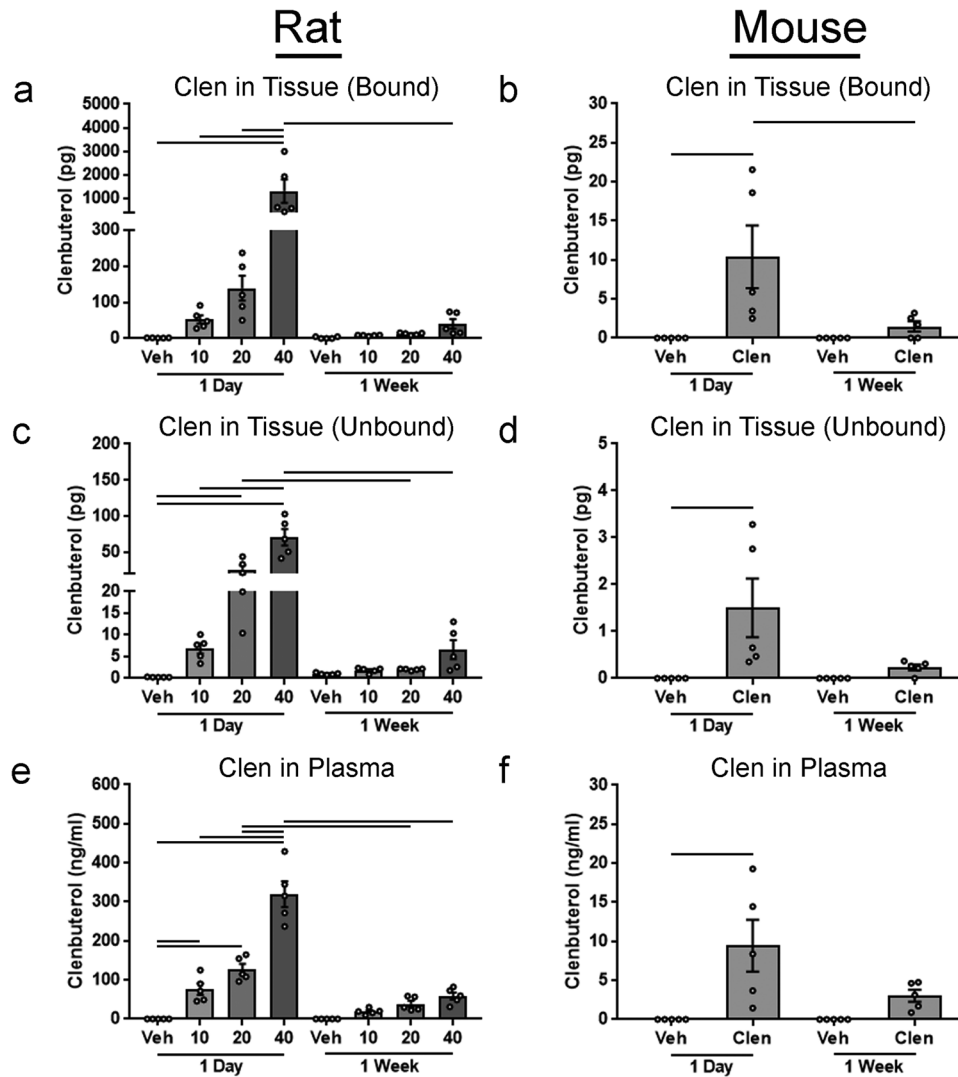 Rat
Mouse
a
Clen in Tissue (Bound)
Clenbuterol (pg)
5000
4000
3000
2000
1000
300
200
100
0
Veh 10 20 40 Veh 10 20 40
1 Day 1 Week
b
Clen in Tissue (Bound)
Clenbuterol (pg)
30
25
20
15
10
5
0
Veh Clen Veh Clen
1 Day 1 Week
c
Clen in Tissue (Unbound)
Clenbuterol (pg)
200
150
100
50
20
15
10
5
0
Veh 10 20 40 Veh 10 20 40
1 Day 1 Week
d
Clen in Tissue (Unbound)
Clenbuterol (pg)
5
4
3
2
1
0
Veh Clen Veh Clen
1 Day 1 Week
e
Clen in Plasma
Clenbuterol (ng/ml)
600
500
400
300
200
100
0
Veh 10 20 40 Veh 10 20 40
1 Day 1 Week
f
Clen in Plasma
Clenbuterol (ng/ml)
30
25
20
15
10
5
0
Veh Clen Veh Clen
1 Day 1 Week